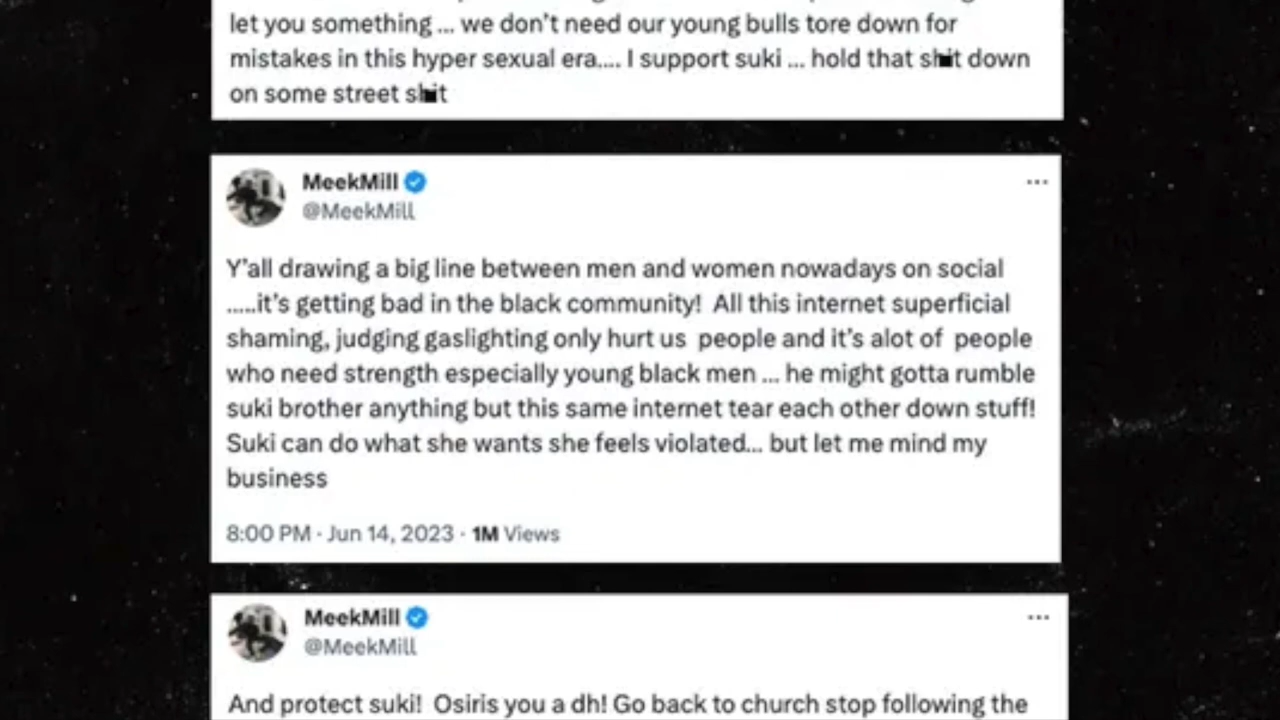 let you something ... we don't need our young bulls tore down for
mistakes in this hyper sexual era.... I support suki ... hold that sh■t down
on some street sh■t
MeekMill
@MeekMill
Y'all drawing a big line between men and women nowadays on social
.....it's getting bad in the black community!  All this internet superficial
shaming, judging gaslighting only hurt us  people and it's alot of  people
who need strength especially young black men ... he might gotta rumble
suki brother anything but this same internet tear each other down stuff!
Suki can do what she wants she feels violated... but let me mind my
business
8:00 PM · Jun 14, 2023 · 1M Views
MeekMill
@MeekMill
And protect suki!  Osiris you a dh! Go back to church stop following the